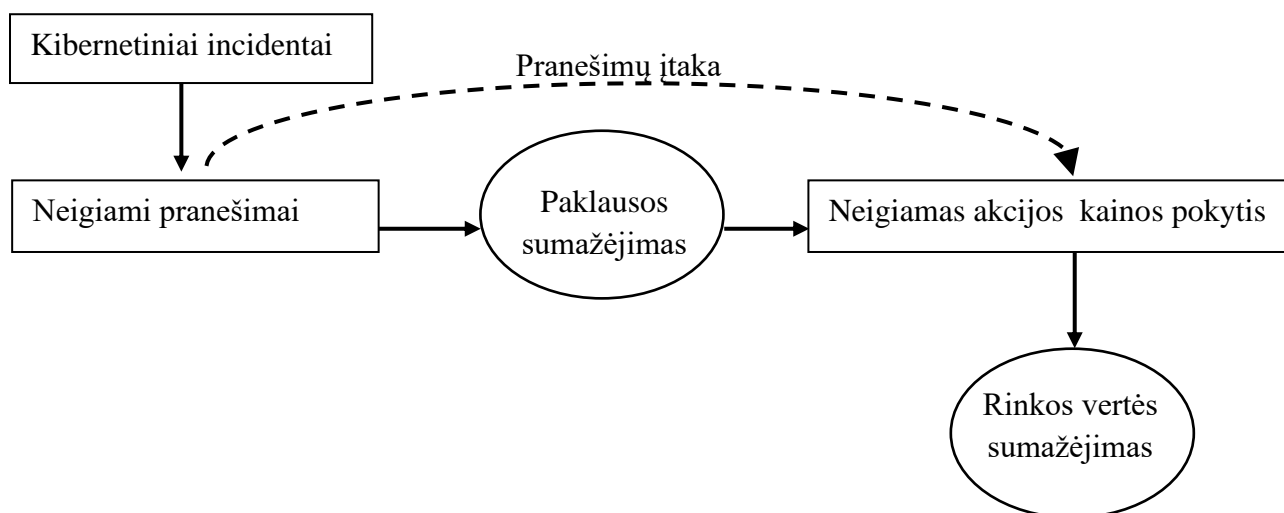 Kibernetiniai incidentai
Pranešimų įtaka
Neigiami pranešimai
Paklausos
sumažėjimas
Neigiamas akcijos  kainos pokytis
Rinkos vertės
sumažėjimas